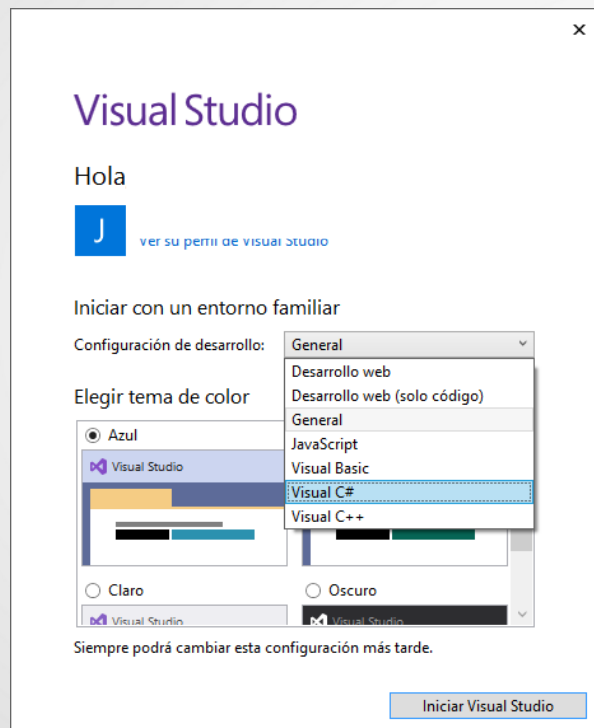 Visual Studio
Hola
J
Ver su perfil de Visual Studio
Iniciar con un entorno familiar
Configuración de desarrollo: General
Desarrollo web
Desarrollo web (solo código)
General
JavaScript
Visual Basic
Visual C#
Visual C++
Elegir tema de color
Azul
Visual Studio
Claro
Oscuro
Visual Studio
Visual Studio
Siempre podrá cambiar esta configuración más tarde.
Iniciar Visual Studio